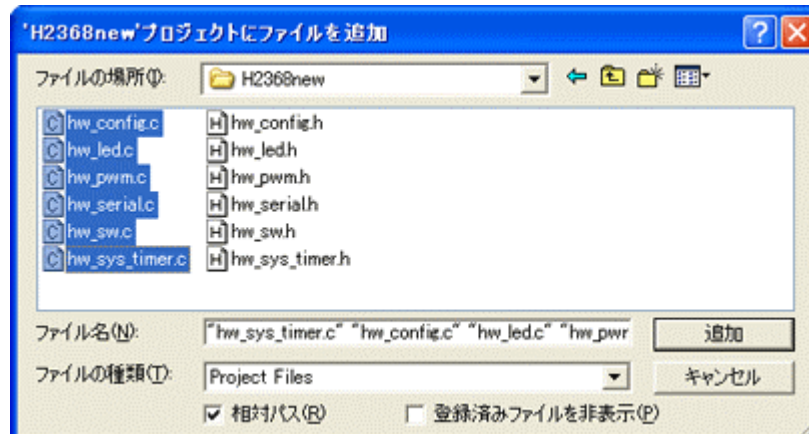 'H2368new'プロジェクトにファイルを追加
ファイルの場所(I):
H2368new
hw_config.c
hw_led.c
hw_pwm.c
hw_serial.c
hw_sw.c
hw_sys_timer.c
hw_config.h
hw_led.h
hw_pwm.h
hw_serial.h
hw_sw.h
hw_sys_timer.h
ファイル名(N):
"hw_sys_timer.c" "hw_config.c" "hw_led.c" "hw_pwr
追加
ファイルの種類(T):
Project Files
キャンセル
相対パス(R)
登録済みファイルを非表示(P)